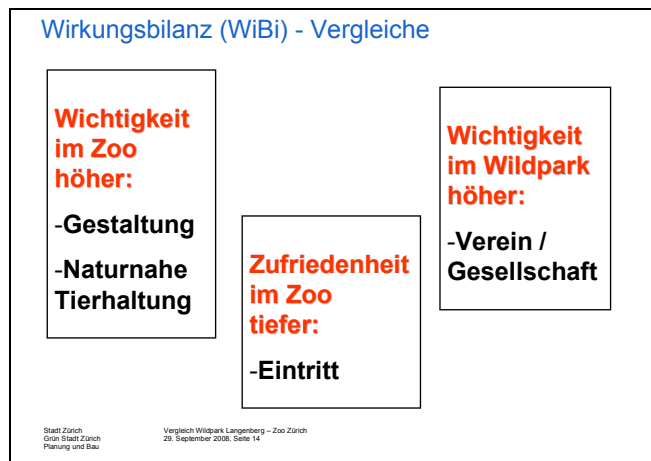 Wirkungsbilanz (WiBi) - Vergleiche
Wichtigkeit
im Zoo
höher:
-Gestaltung
-Naturnahe
Tierhaltung
Zufriedenheit
im Zoo
tiefer:
-Eintritt
Wichtigkeit
im Wildpark
höher:
-Verein /
Gesellschaft
Stadt Zürich
Grün Stadt Zürich
Planung und Bau
Vergleich Wildpark Langenberg – Zoo Zürich
29. September 2008, Seite 14